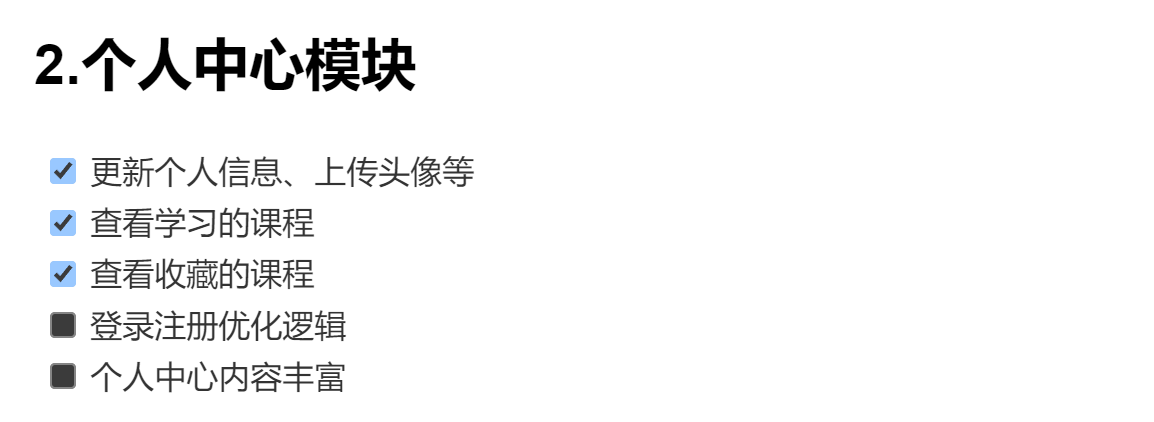 2.个人中心模块
更新个人信息、上传头像等
查看学习的课程
查看收藏的课程
登录注册优化逻辑
个人中心内容丰富